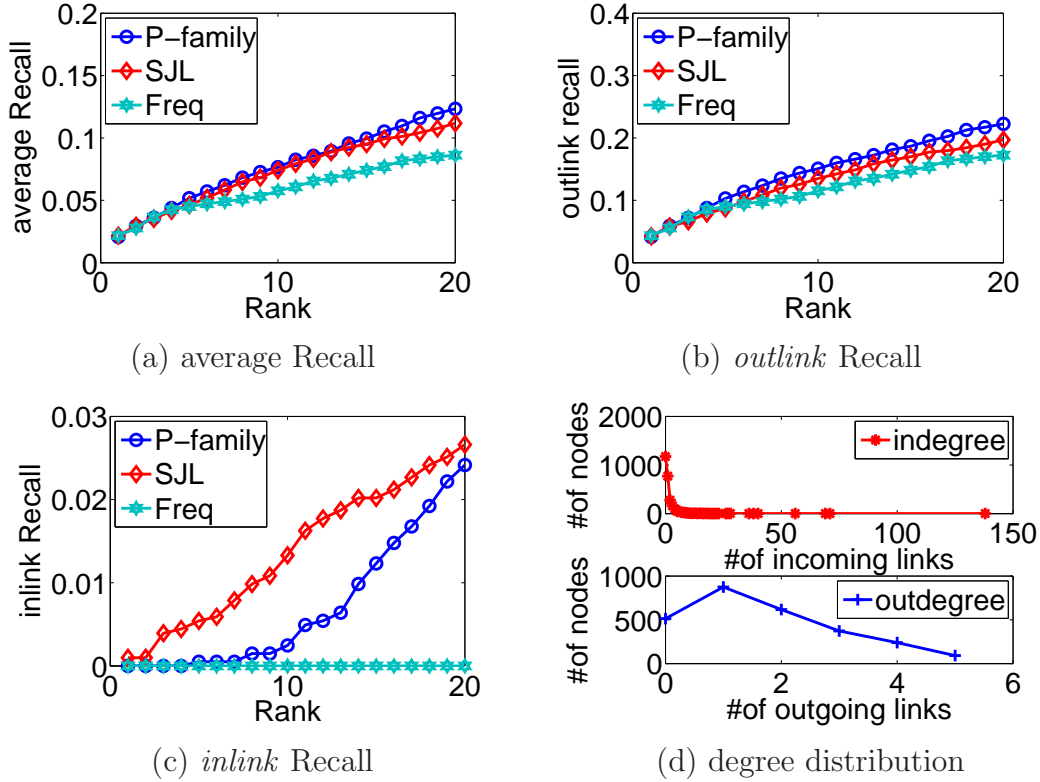 0.2
0.15
0.1
0.05
0
0
10
20
average Recall
Rank
P−family
SJL
Freq
(a) average Recall
0.4
0.3
0.2
0.1
0
0
10
20
outlink recall
Rank
P−family
SJL
Freq
(b) outlink Recall
0.03
0.02
0.01
0
0
10
20
inlink Recall
Rank
P−family
SJL
Freq
(c) inlink Recall
2000
1000
0
0
50
100
150
#of nodes
#of incoming links
indegree
1000
500
0
0
2
4
6
#of nodes
#of outgoing links
outdegree
(d) degree distribution